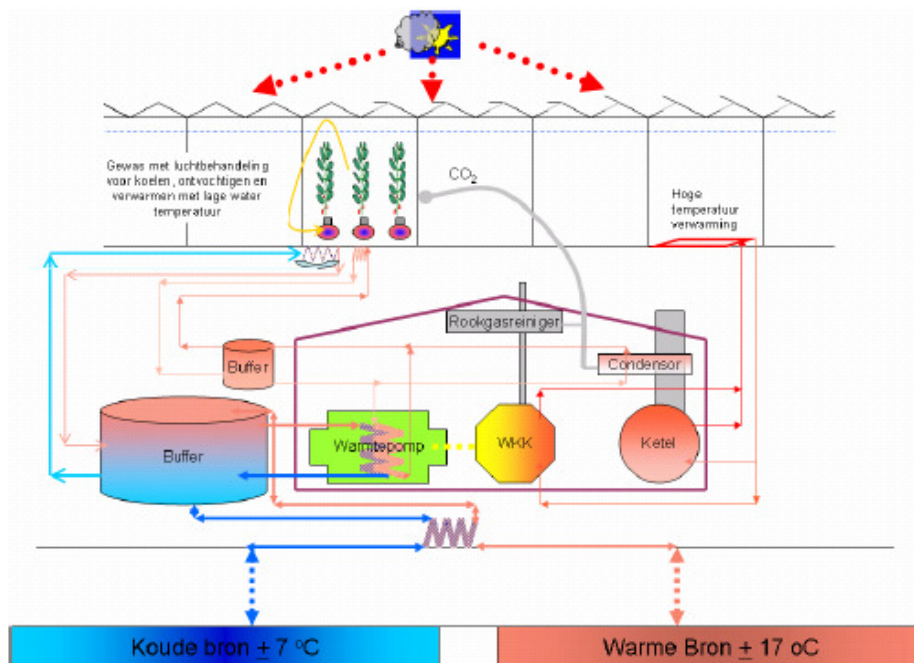 Gewas met luchtbehandeling
voor koelen, ontvochtigen en
verwarmen met lage water
temperatuur
CO2
Hoge
temperatuur
verwarming
Rookgasreiniger
Buffer
Condensor
Buffer
Warmtepomp
WKK
Ketel
Koude bron ± 7 °C
Warme Bron ± 17 oC